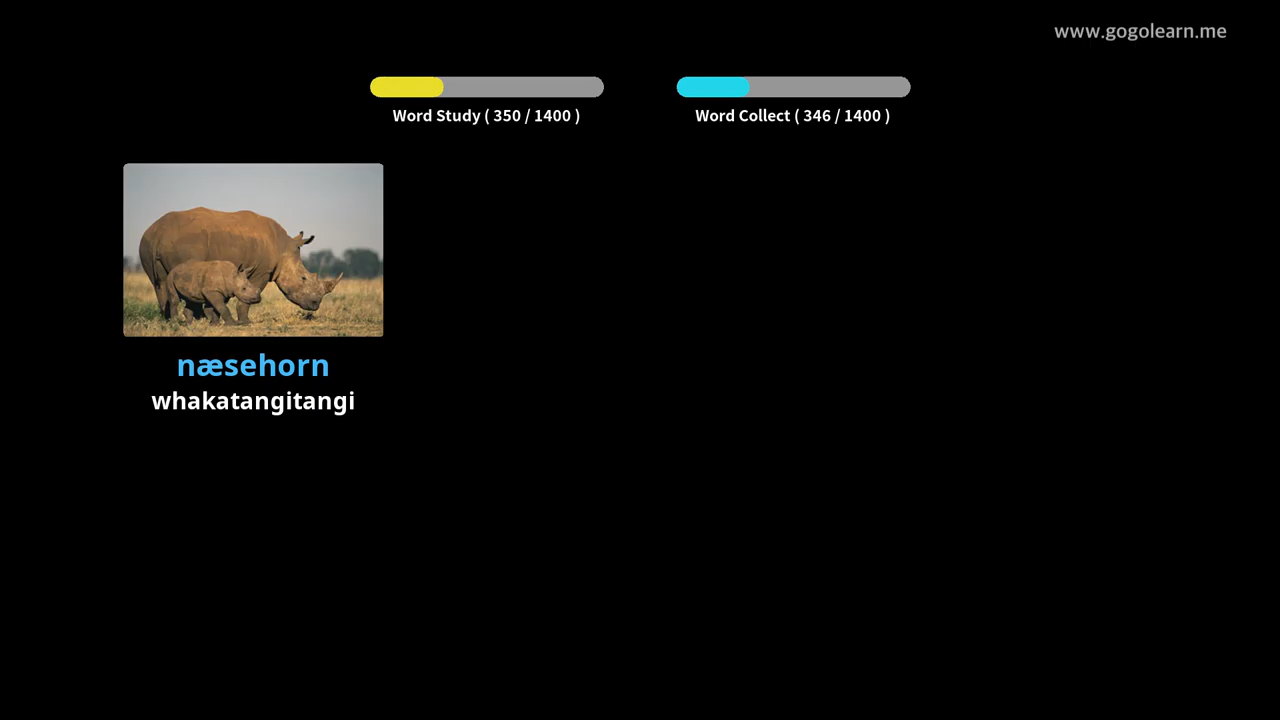 www.gogolearn.me
Word Study ( 350 / 1400 )
Word Collect ( 346 / 1400 )
næsehorn
whakatangitangi